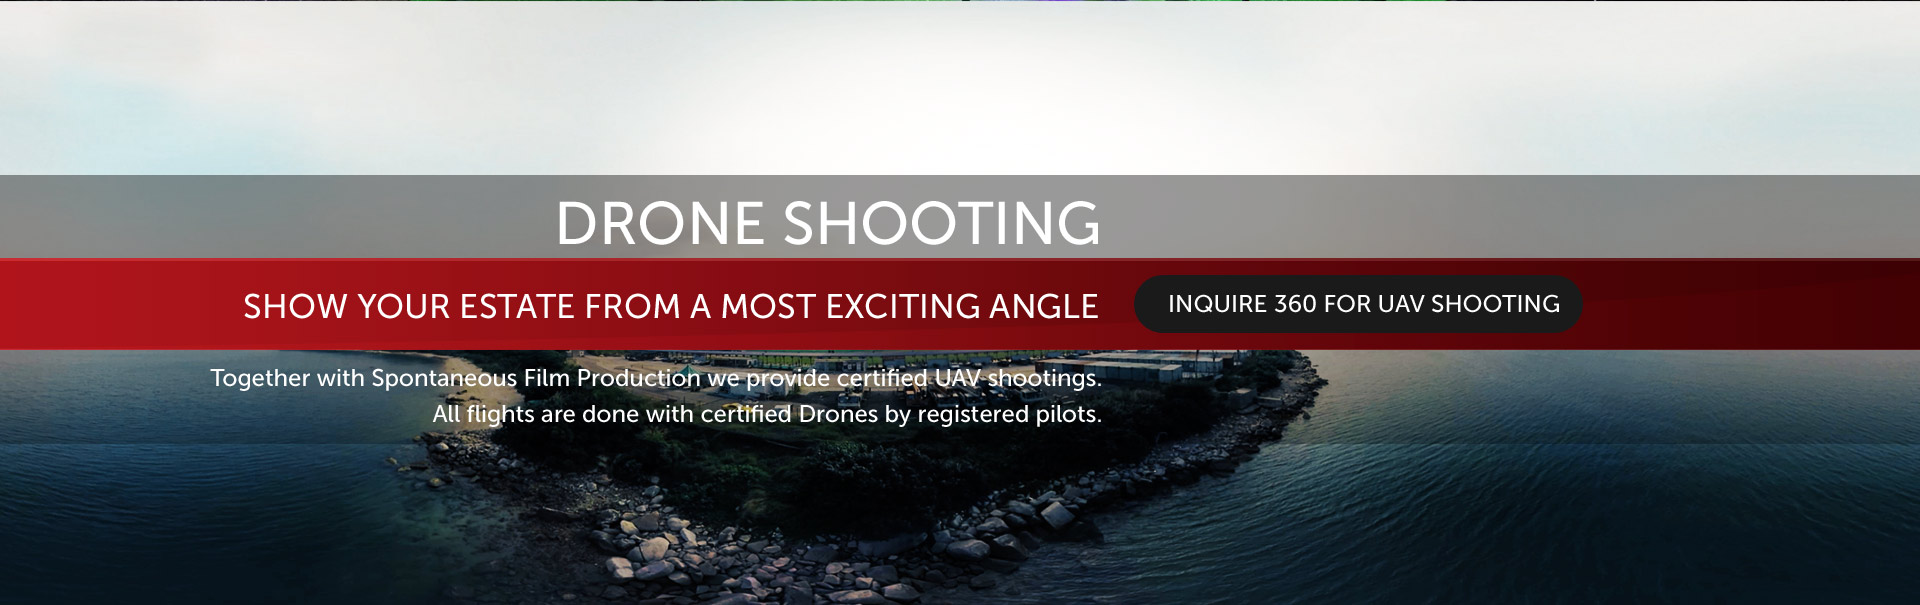 DRONE SHOOTING
SHOW YOUR ESTATE FROM A MOST EXCITING ANGLE
INQUIRE 360 FOR UAV SHOOTING
Together with Spontaneous Film Production we provide certified UAV shootings.
All flights are done with certified Drones by registered pilots.